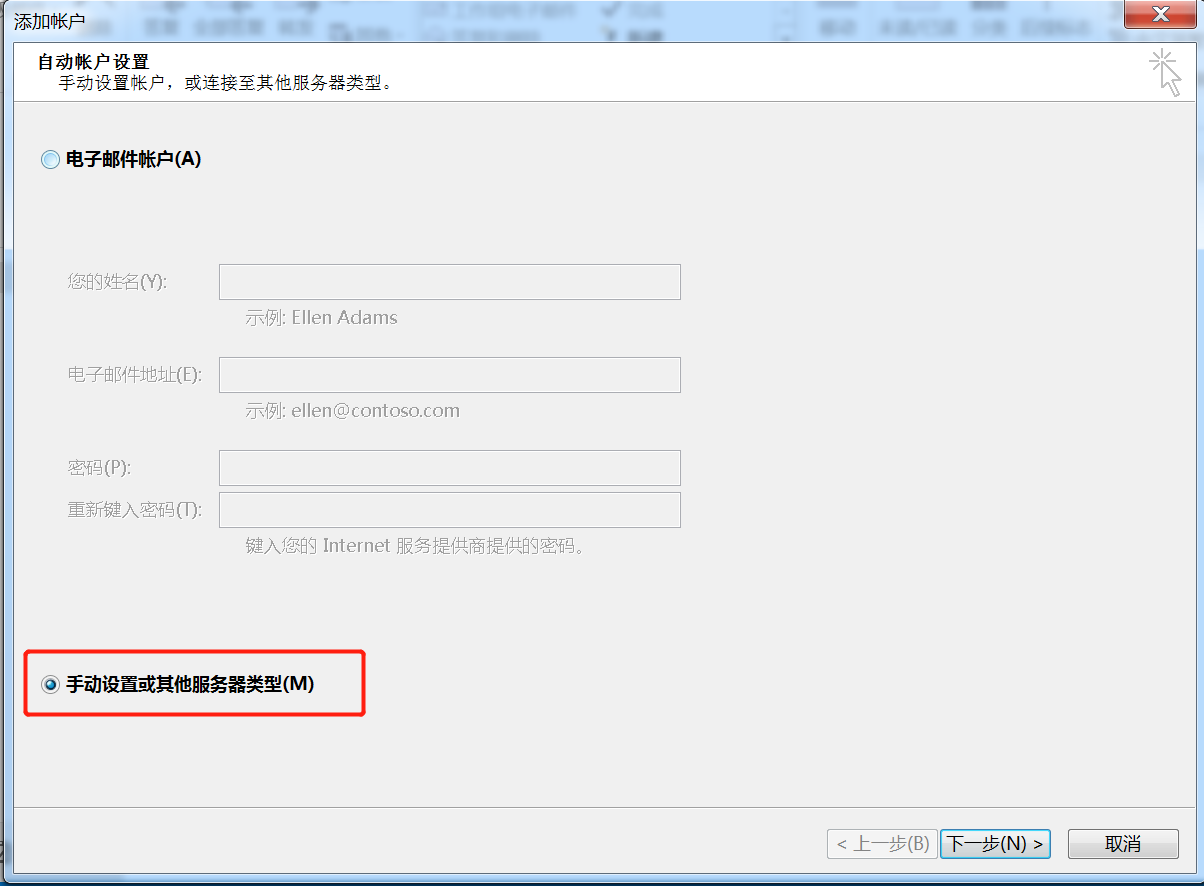 添加帐户
自动帐户设置
手动设置帐户，或连接至其他服务器类型。
电子邮件帐户(A)
您的姓名(Y):
示例: Ellen Adams
电子邮件地址(E):
示例: ellen@contoso.com
密码(P):
重新键入密码(T):
键入您的 Internet 服务提供商提供的密码。
手动设置或其他服务器类型(M)
< 上一步(B)
下一步(N) >
取消